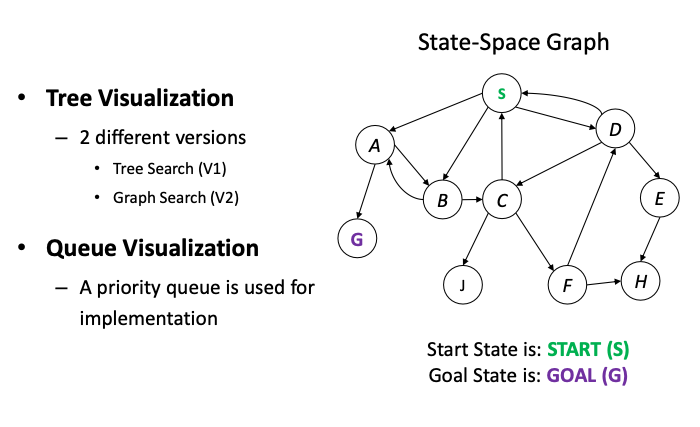 State-Space Graph
• Tree Visualization
– 2 different versions
• Tree Search (V1)
• Graph Search (V2)
• Queue Visualization
– A priority queue is used for
implementation
S
D
A
B
C
E
G
J
F
H
Start State is: START (S)
Goal State is: GOAL (G)